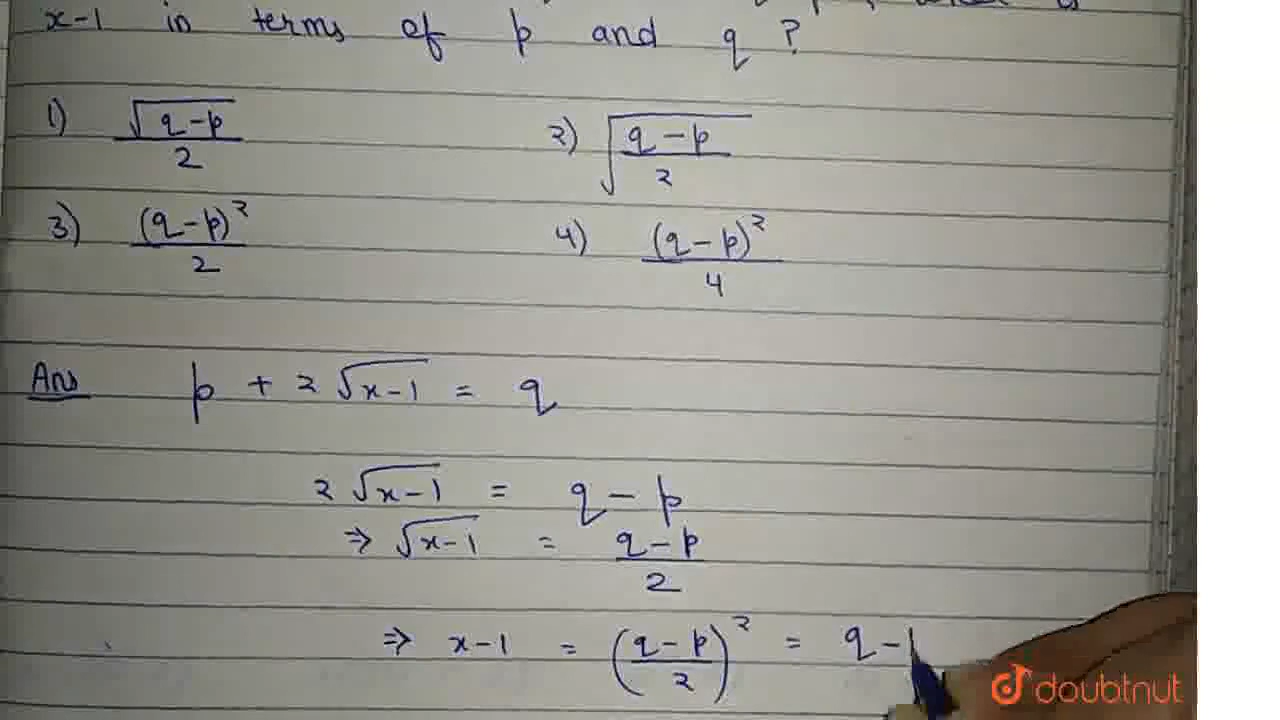 x-1 in terms of p and q ?
1) √(q-p)/2 2) √((q-p)/2)
3) (q-p)²/2 4) (q-p)²/4
Ans p + 2√(x-1) = q
2√(x-1) = q-p
⇒ √(x-1) = (q-p)/2
⇒ x-1 = ((q-p)/2)² = q-
doubtnut